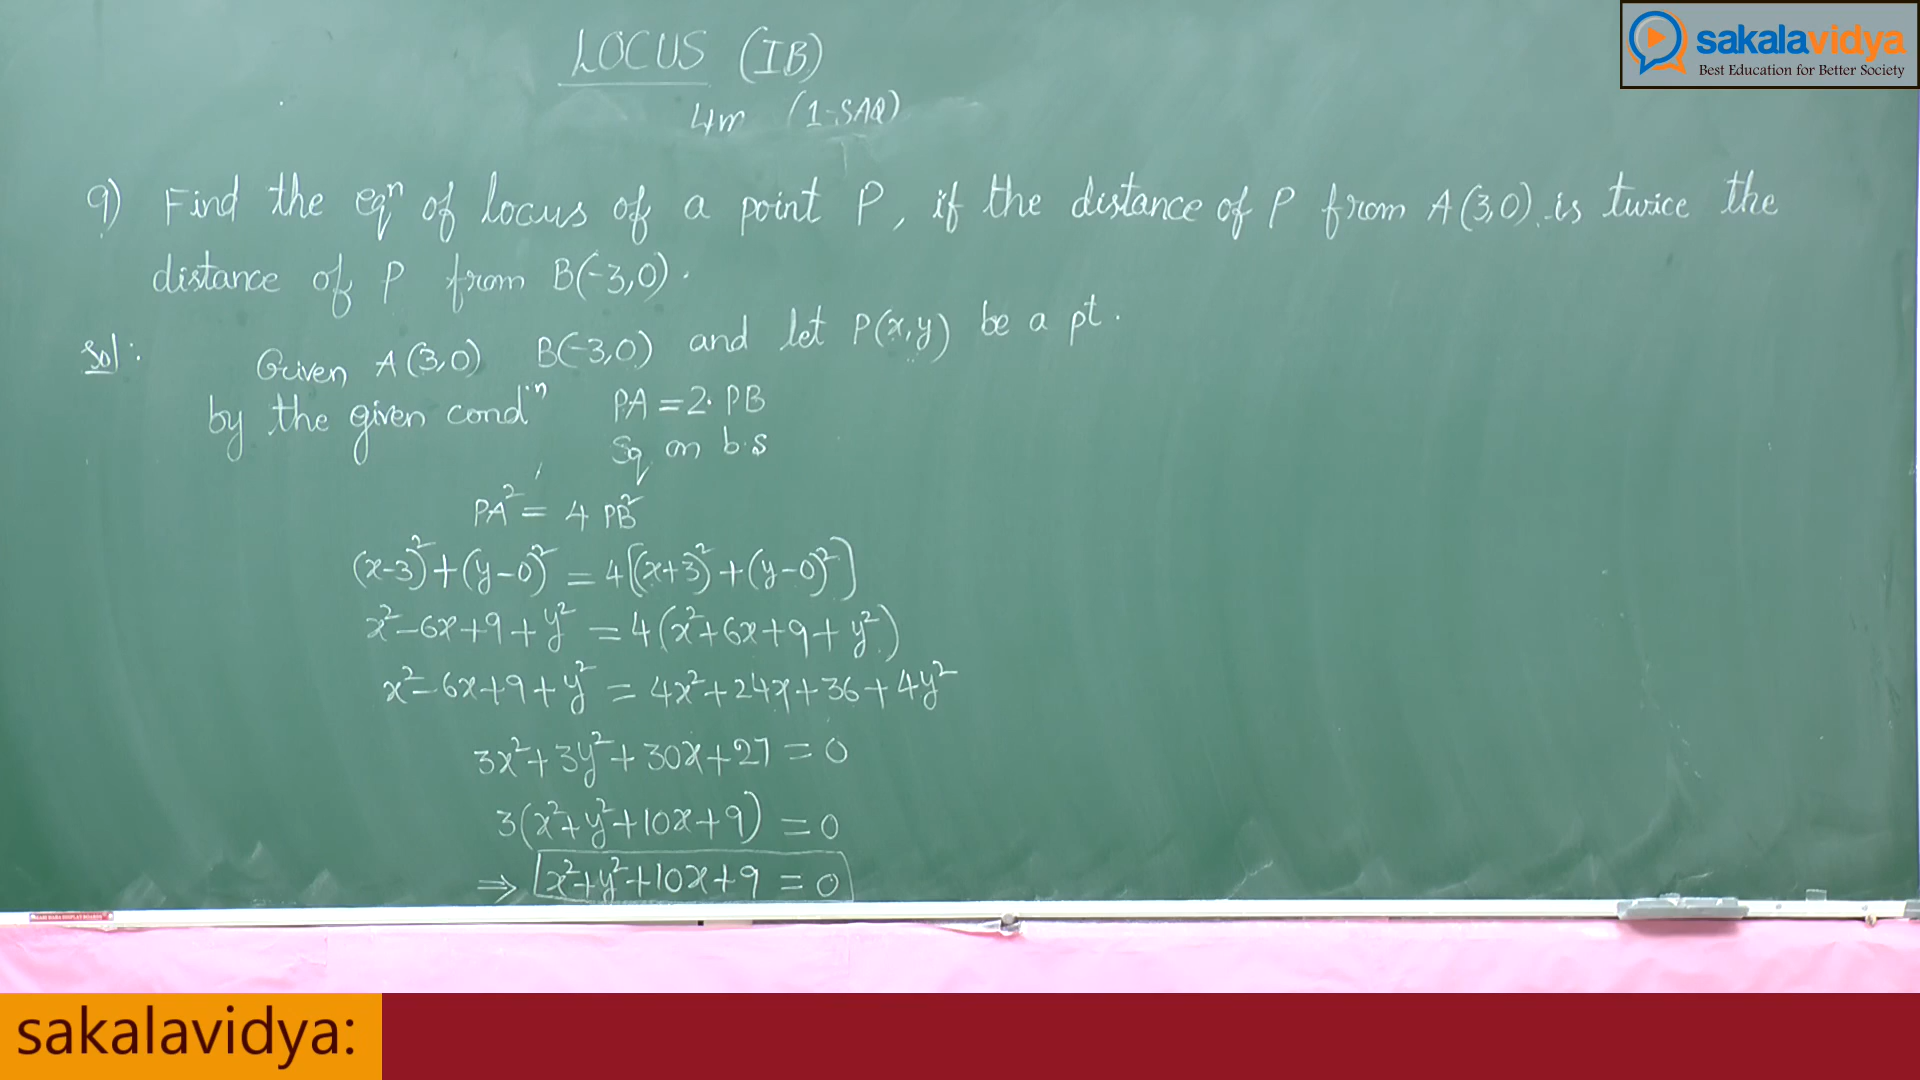 LOCUS (IB)
4m (1-SAQ)
9) Find the eqⁿ of locus of a point P, if the distance of P from A(3,0) is twice the
distance of P from B(-3,0).
Sol: Given A(3,0) B(-3,0) and let P(x,y) be a pt.
by the given condⁱⁿ PA = 2. PB
Sq on b.s
PA² = 4 PB²
(x-3)²+(y-0)² = 4[(x+3)²+(y-0)²]
x²-6x+9+y² = 4(x²+6x+9+y²)
x²-6x+9+y² = 4x²+24x+36+4y²
3x²+3y²+30x+27 = 0
3(x²+y²+10x+9) = 0
⇒ x²+y²+10x+9 = 0
sakalavidya
Best Education for Better Society
sakalavidya: